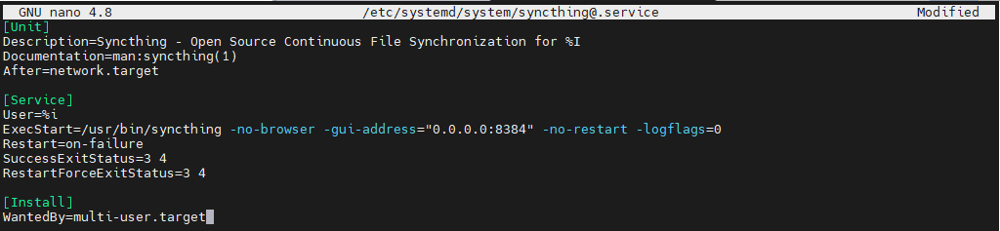 GNU nano 4.8 /etc/systemd/system/syncthing@.service Modified
[Unit]
Description=Syncthing - Open Source Continuous File Synchronization for %I
Documentation=man:syncthing(1)
After=network.target
[Service]
User=%i
ExecStart=/usr/bin/syncthing -no-browser -gui-address="0.0.0.0:8384" -no-restart -logflags=0
Restart=on-failure
SuccessExitStatus=3 4
RestartForceExitStatus=3 4
[Install]
WantedBy=multi-user.target